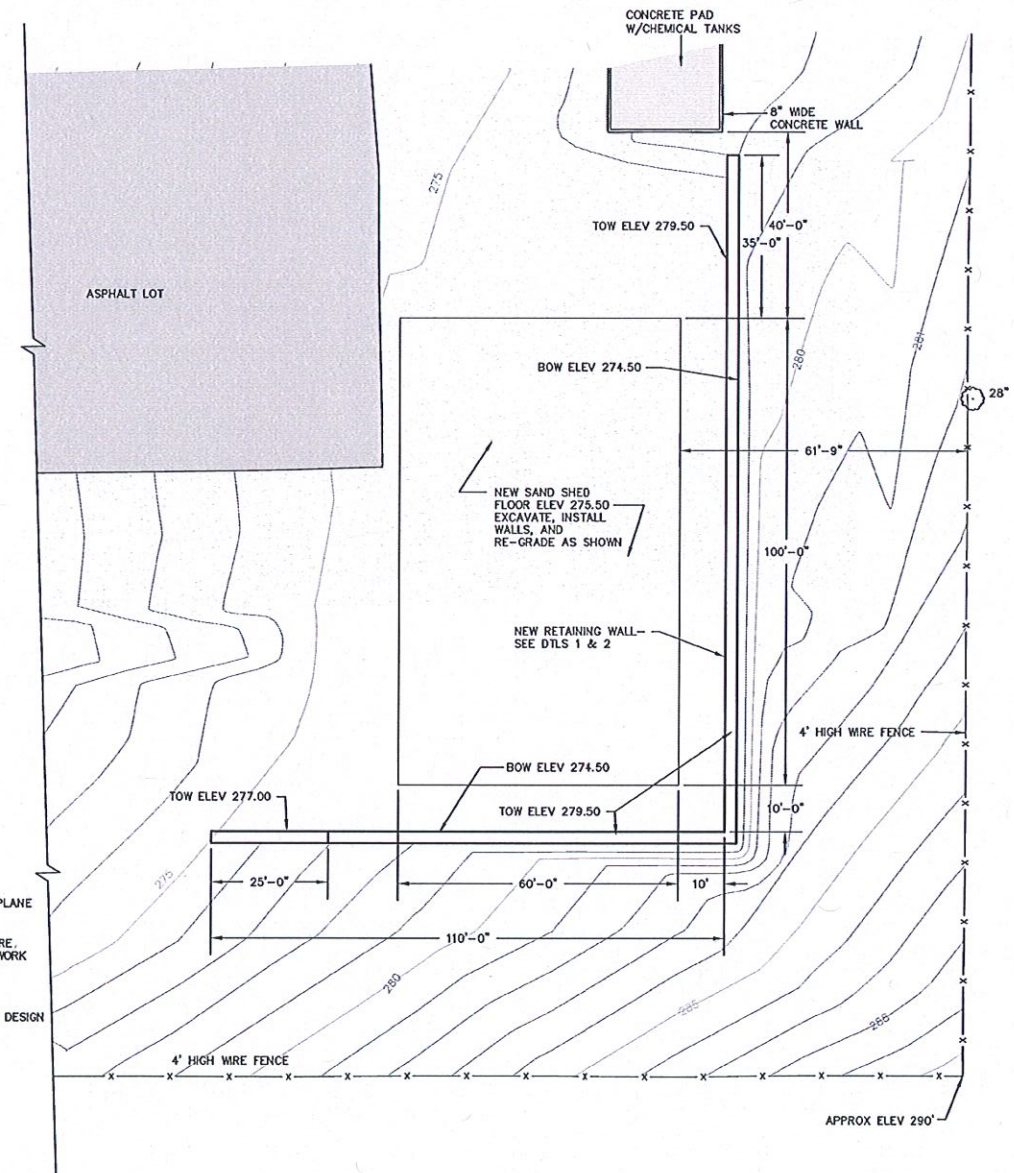 CONCRETE PAD
W/CHEMICAL TANKS
8" WIDE
CONCRETE WALL
275
TOW ELEV 279.50
40'-0"
35'-0"
ASPHALT LOT
280
281
BOW ELEV 274.50
28"
61'-9"
NEW SAND SHED
FLOOR ELEV 275.50
EXCAVATE, INSTALL
WALLS, AND
RE-GRADE AS SHOWN
100'-0"
NEW RETAINING WALL
SEE DTLS 1 & 2
4' HIGH WIRE FENCE
BOW ELEV 274.50
TOW ELEV 277.00
TOW ELEV 279.50
10'-0"
275
25'-0"
60'-0"
10'
PLANE
RE,
WORK
110'-0"
280
285
DESIGN
4' HIGH WIRE FENCE
APPROX ELEV 290'